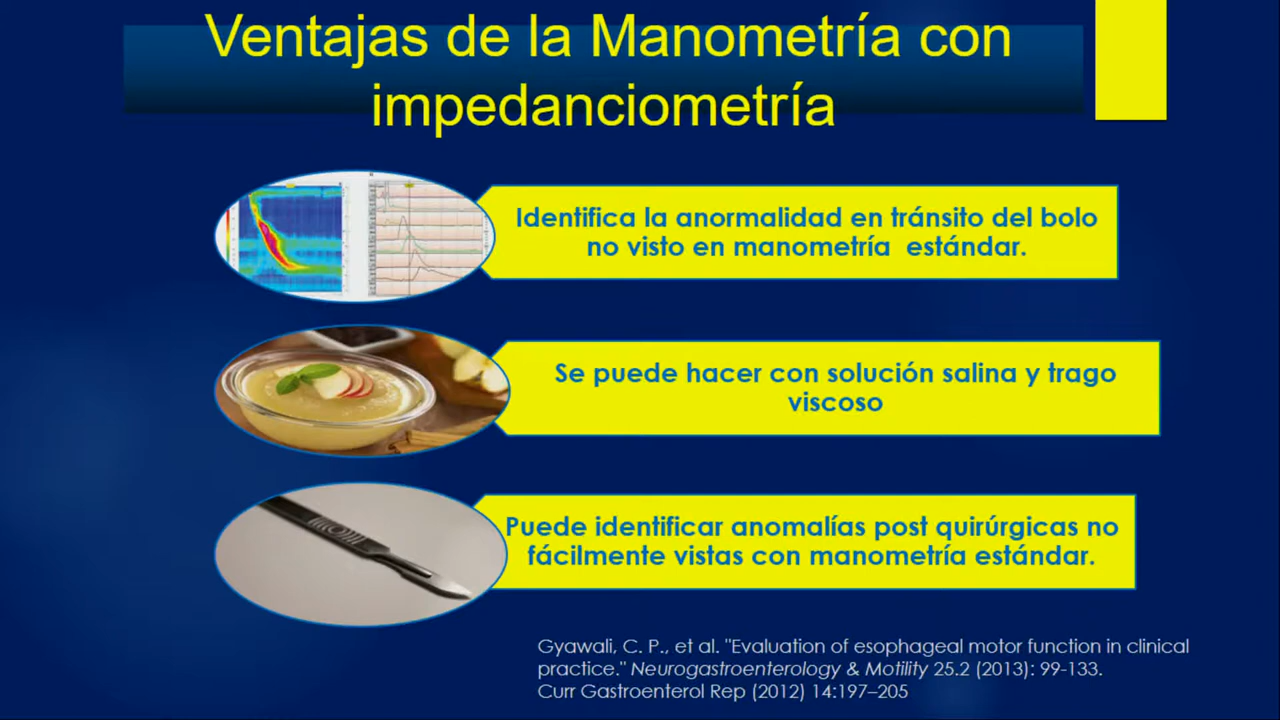 Ventajas de la Manometría con
impedanciometría
Identifica la anormalidad en tránsito del bolo
no visto en manometría estándar.
Se puede hacer con solución salina y trago
viscoso
Puede identificar anomalías post quirúrgicas no
fácilmente vistas con manometría estándar.
Gyawali, C. P., et al. "Evaluation of esophageal motor function in clinical
practice." Neurogastroenterology & Motility 25.2 (2013): 99-133.
Curr Gastroenterol Rep (2012) 14:197–205